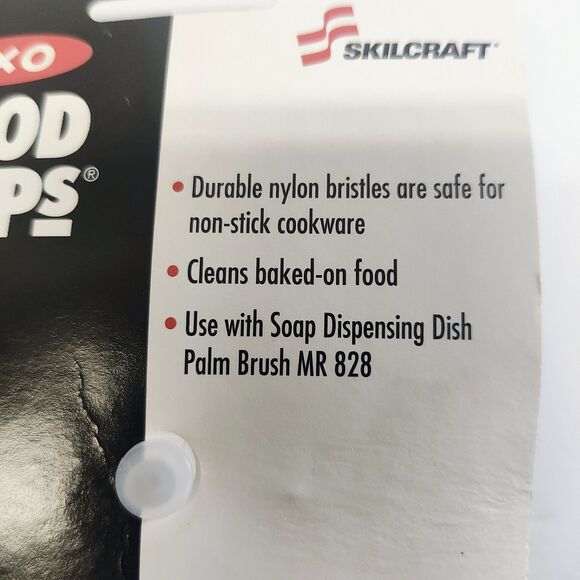 XO
OD
PS®
SKILCRAFT
• Durable nylon bristles are safe for
non-stick cookware
• Cleans baked-on food
• Use with Soap Dispensing Dish
Palm Brush MR 828